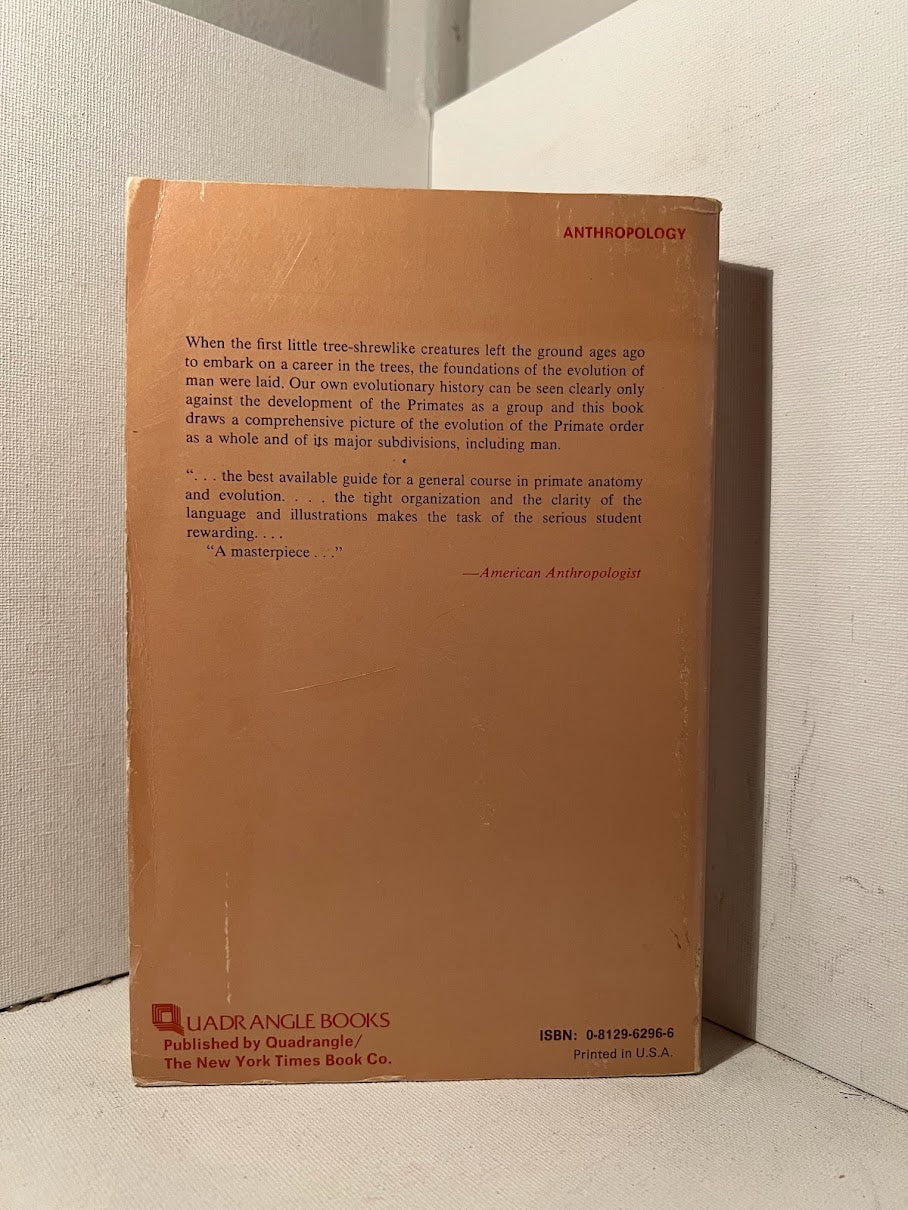 ANTHROPOLOGY
When the first little tree-shrewlike creatures left the ground ages ago
to embark on a career in the trees, the foundations of the evolution of
man were laid. Our own evolutionary history can be seen clearly only
against the development of the Primates as a group and this book
draws a comprehensive picture of the evolution of the Primate order
as a whole and of its major subdivisions, including man.
“. . . the best available guide for a general course in primate anatomy
and evolution. . . . the tight organization and the clarity of the
language and illustrations makes the task of the serious student
rewarding. . . .
“A masterpiece . . .”
—American Anthropologist
QUADRANGLE BOOKS
Published by Quadrangle/
The New York Times Book Co.
ISBN: 0-8129-6296-6
Printed in U.S.A.